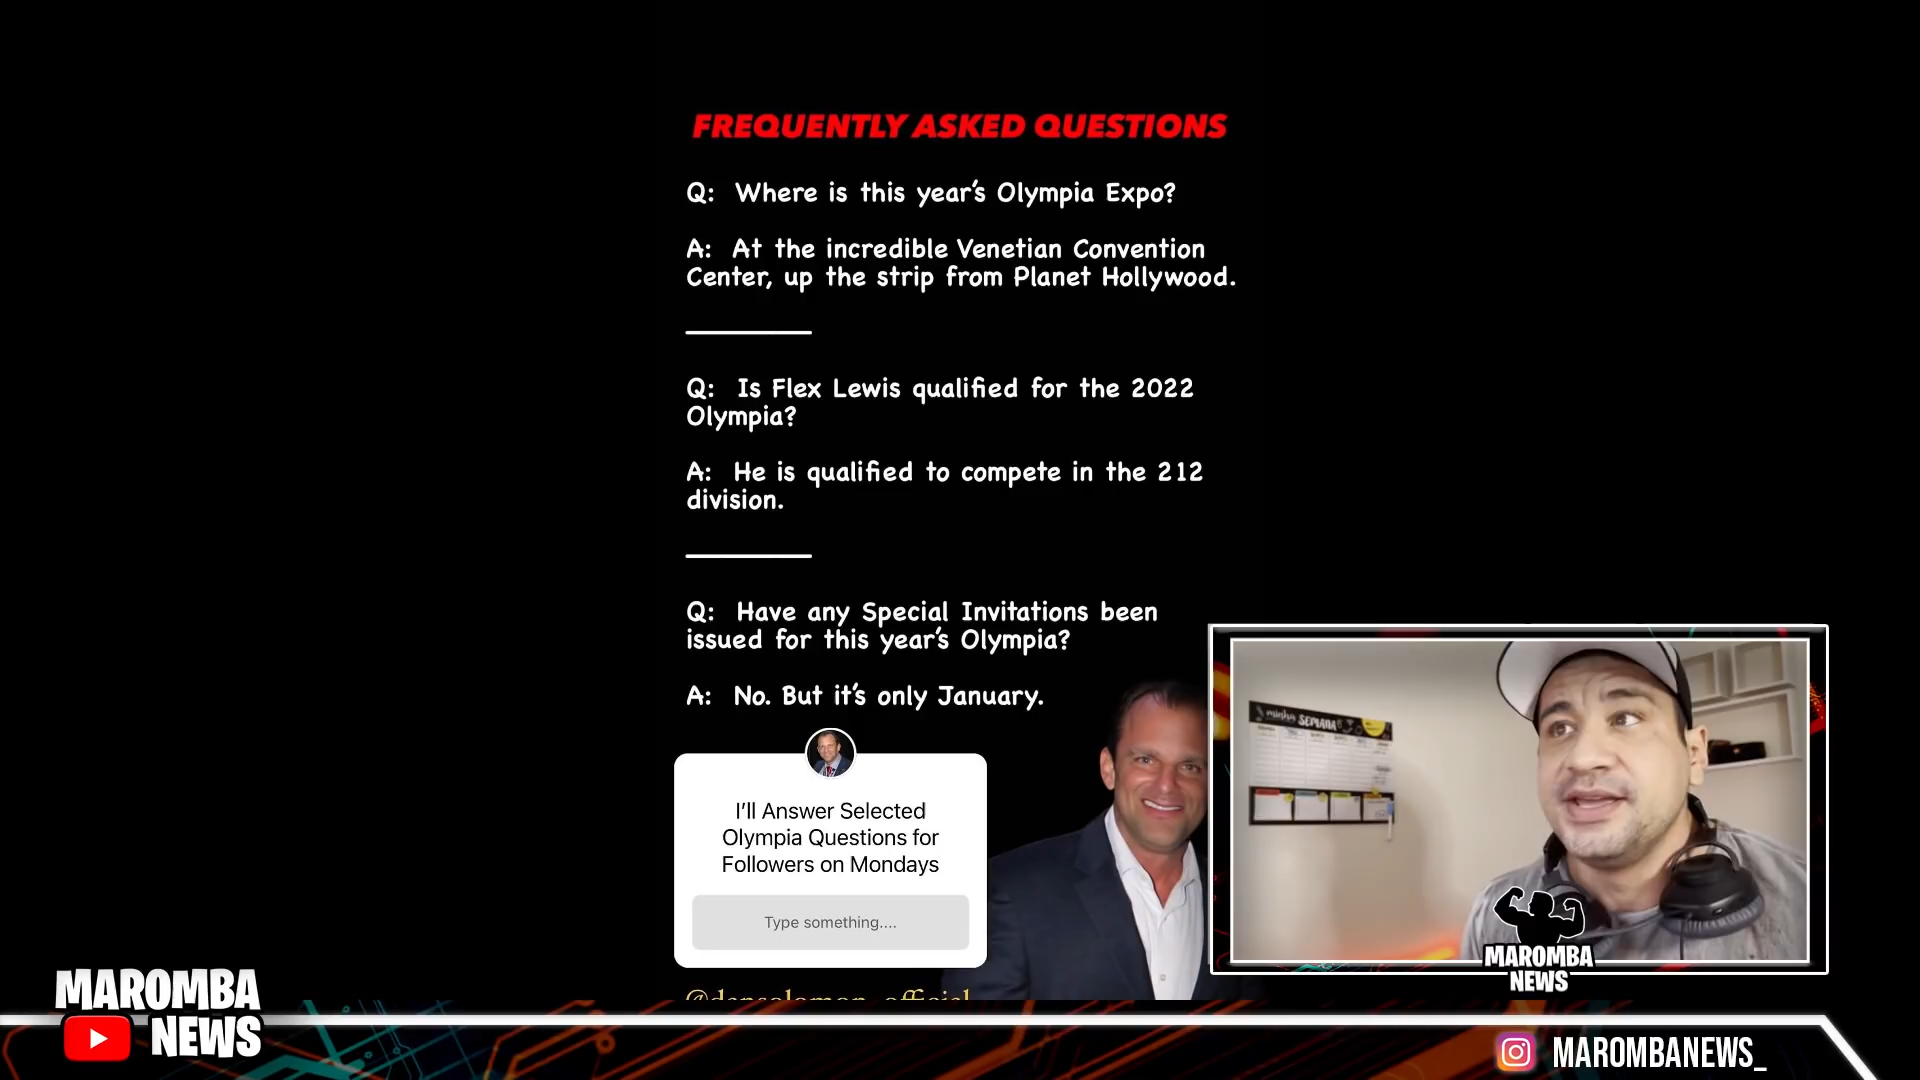 FREQUENTLY ASKED QUESTIONS
Q: Where is this year's Olympia Expo?
A: At the incredible Venetian Convention
Center, up the strip from Planet Hollywood.
Q: Is Flex Lewis qualified for the 2022
Olympia?
A: He is qualified to compete in the 212
division.
Q: Have any Special Invitations been
issued for this year's Olympia?
A: No. But it's only January.
I'll Answer Selected
Olympia Questions for
Followers on Mondays
Type something....
@dansolomon_official
minha SEMANA
MAROMBA
NEWS
MAROMBA
NEWS
MAROMBANEWS_